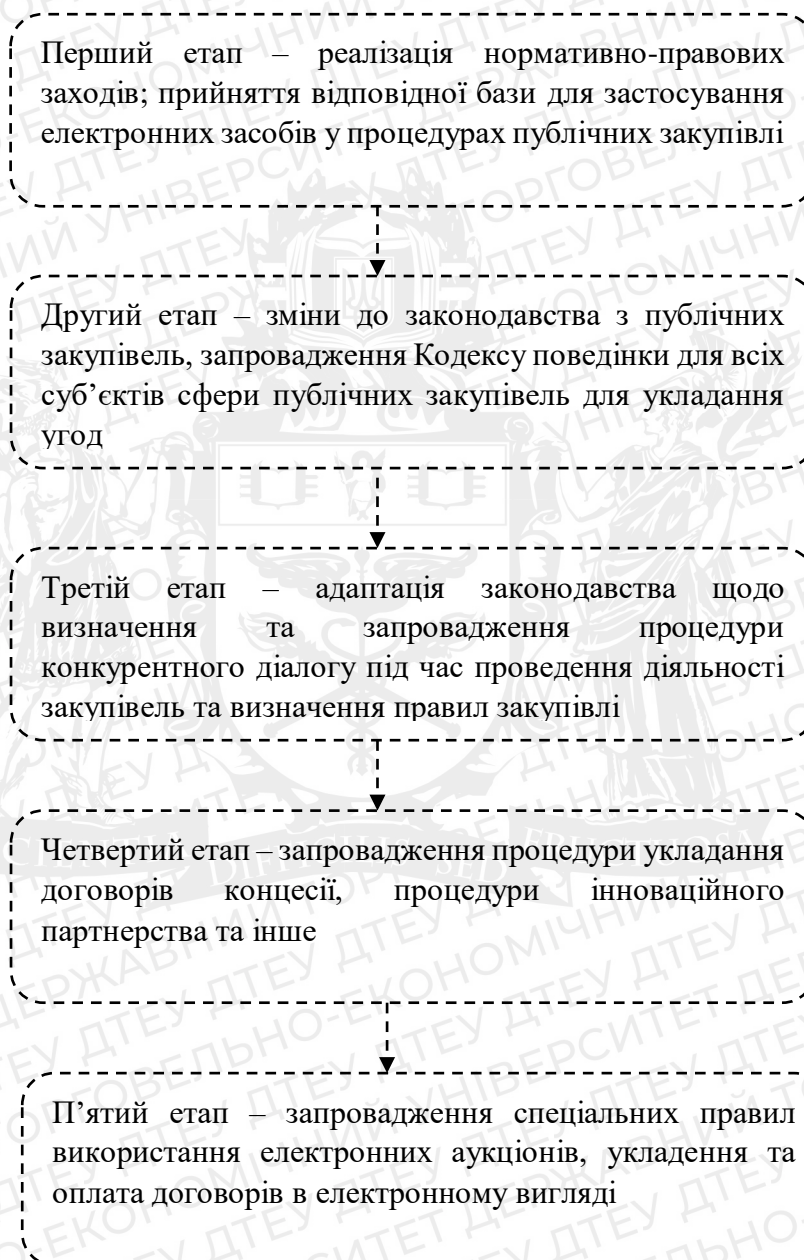 Перший етап – реалізація нормативно-правових
заходів; прийняття відповідної бази для застосування
електронних засобів у процедурах публічних закупівлі
Другий етап – зміни до законодавства з публічних
закупівель, запровадження Кодексу поведінки для всіх
суб’єктів сфери публічних закупівель для укладання
угод
Третій етап – адаптація законодавства щодо
визначення та запровадження процедури
конкурентного діалогу під час проведення діяльності
закупівель та визначення правил закупівлі
Четвертий етап – запровадження процедури укладання
договорів концесії, процедури інноваційного
партнерства та інше
П’ятий етап – запровадження спеціальних правил
використання електронних аукціонів, укладення та
оплата договорів в електронному вигляді